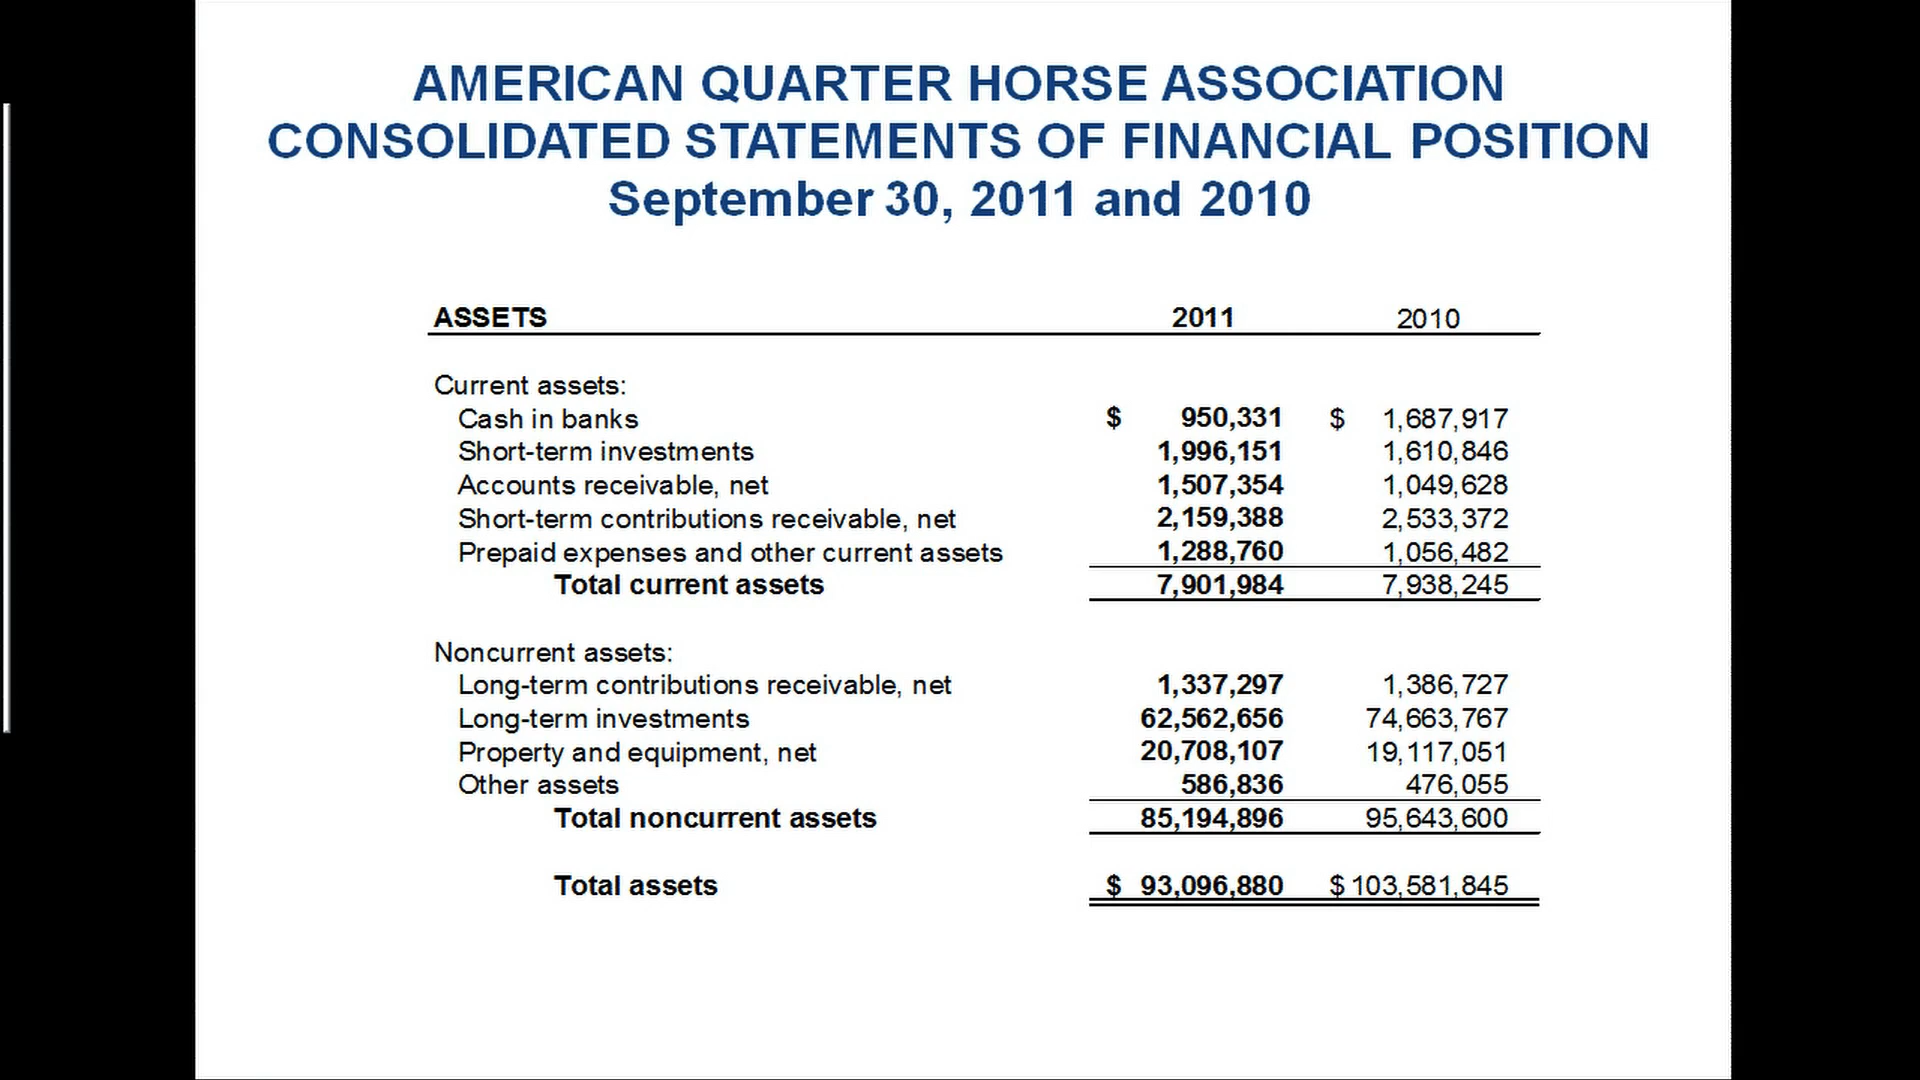 AMERICAN QUARTER HORSE ASSOCIATION
CONSOLIDATED STATEMENTS OF FINANCIAL POSITION
September 30, 2011 and 2010
ASSETS 2011 2010
Current assets:
Cash in banks $ 950,331 $ 1,687,917
Short-term investments 1,996,151 1,610,846
Accounts receivable, net 1,507,354 1,049,628
Short-term contributions receivable, net 2,159,388 2,533,372
Prepaid expenses and other current assets 1,288,760 1,056,482
Total current assets 7,901,984 7,938,245
Noncurrent assets:
Long-term contributions receivable, net 1,337,297 1,386,727
Long-term investments 62,562,656 74,663,767
Property and equipment, net 20,708,107 19,117,051
Other assets 586,836 476,055
Total noncurrent assets 85,194,896 95,643,600
Total assets $ 93,096,880 $ 103,581,845